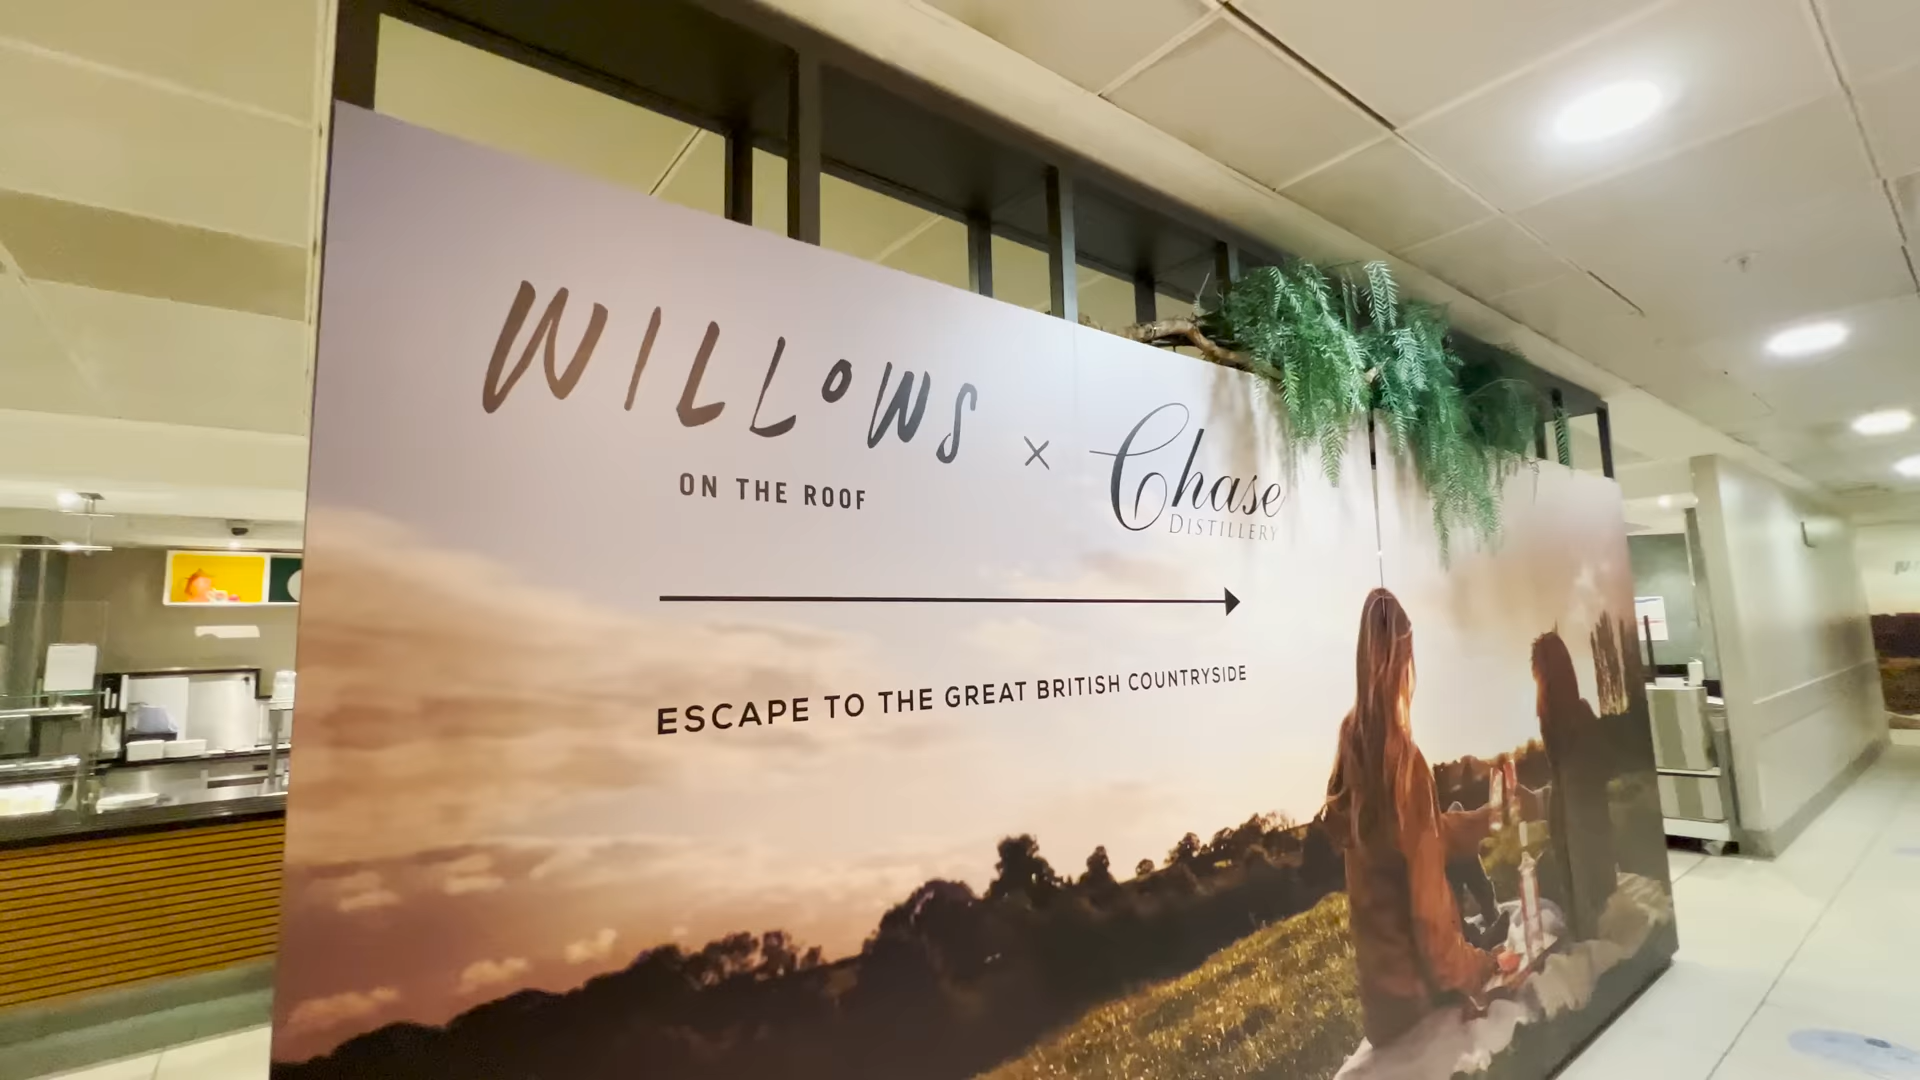 WILLOWS
ON THE ROOF
×
Chase
DISTILLERY
ESCAPE TO THE GREAT BRITISH COUNTRYSIDE